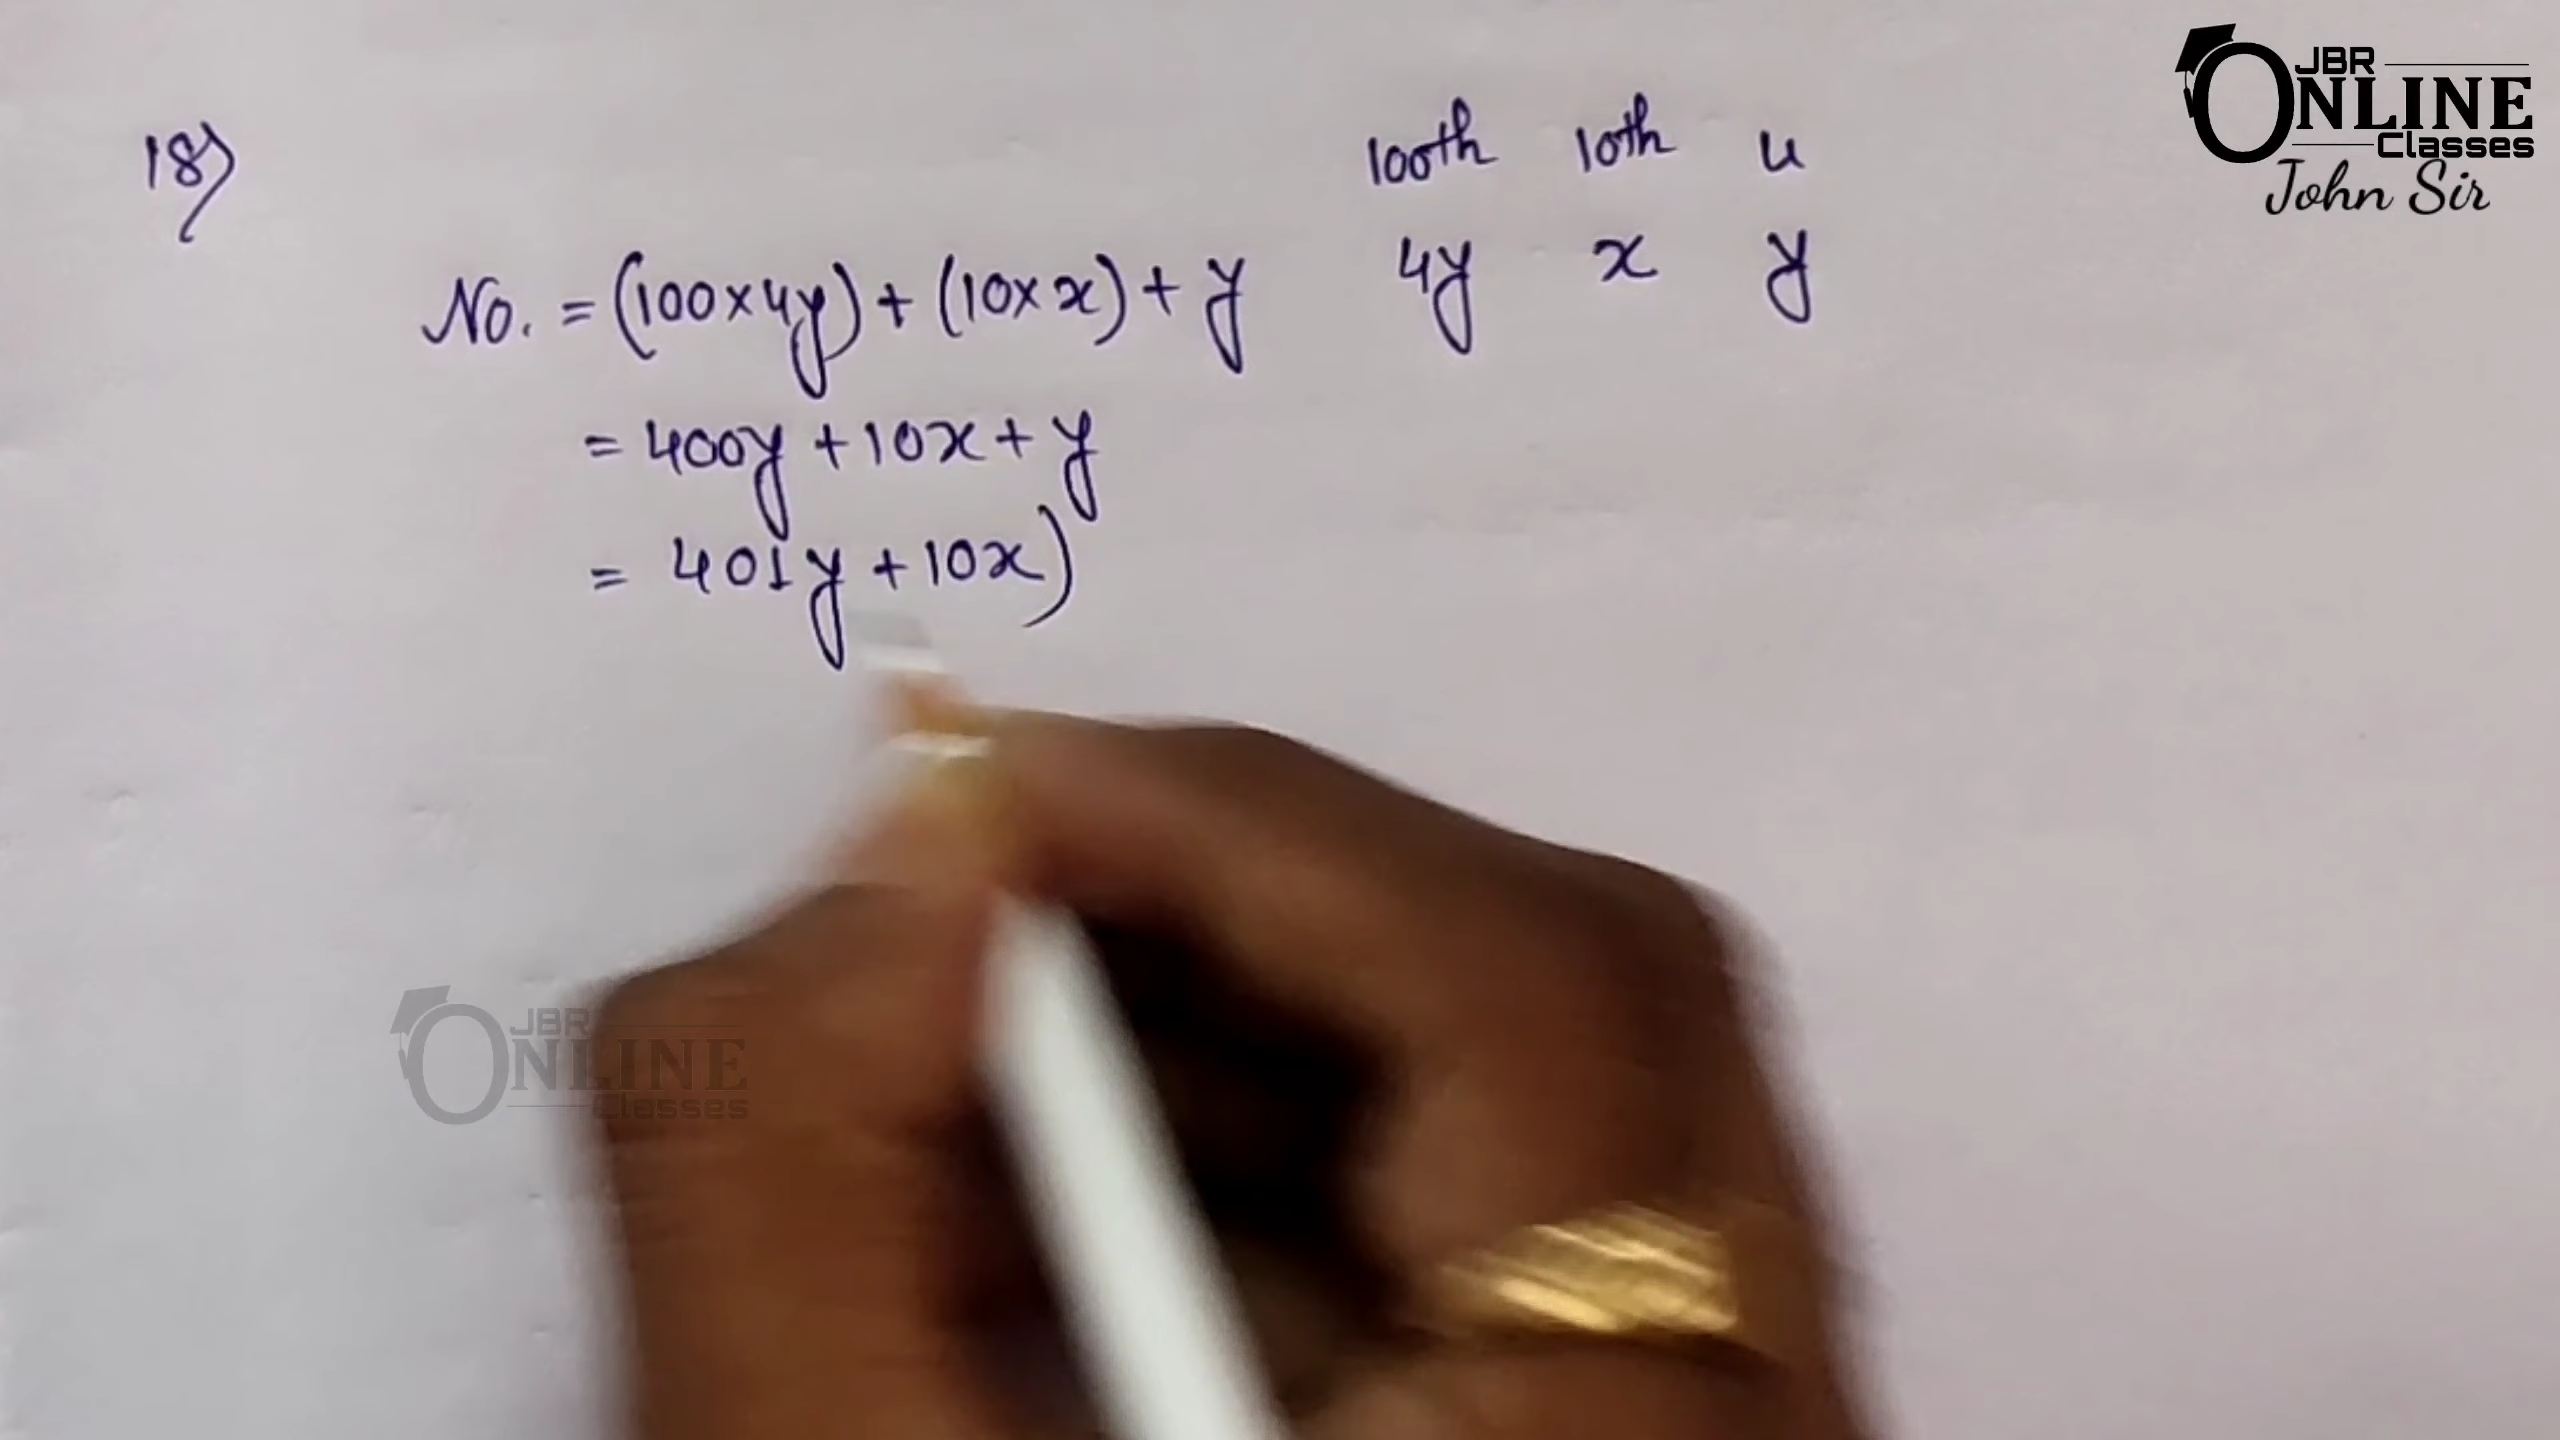 JBR
ONLINE
Classes
John Sir
18)
100th 10th u
4y x y
No. = (100×4y) + (10×x) + y
= 400y + 10x + y
= 401y + 10x)
JBR
ONLINE
Classes